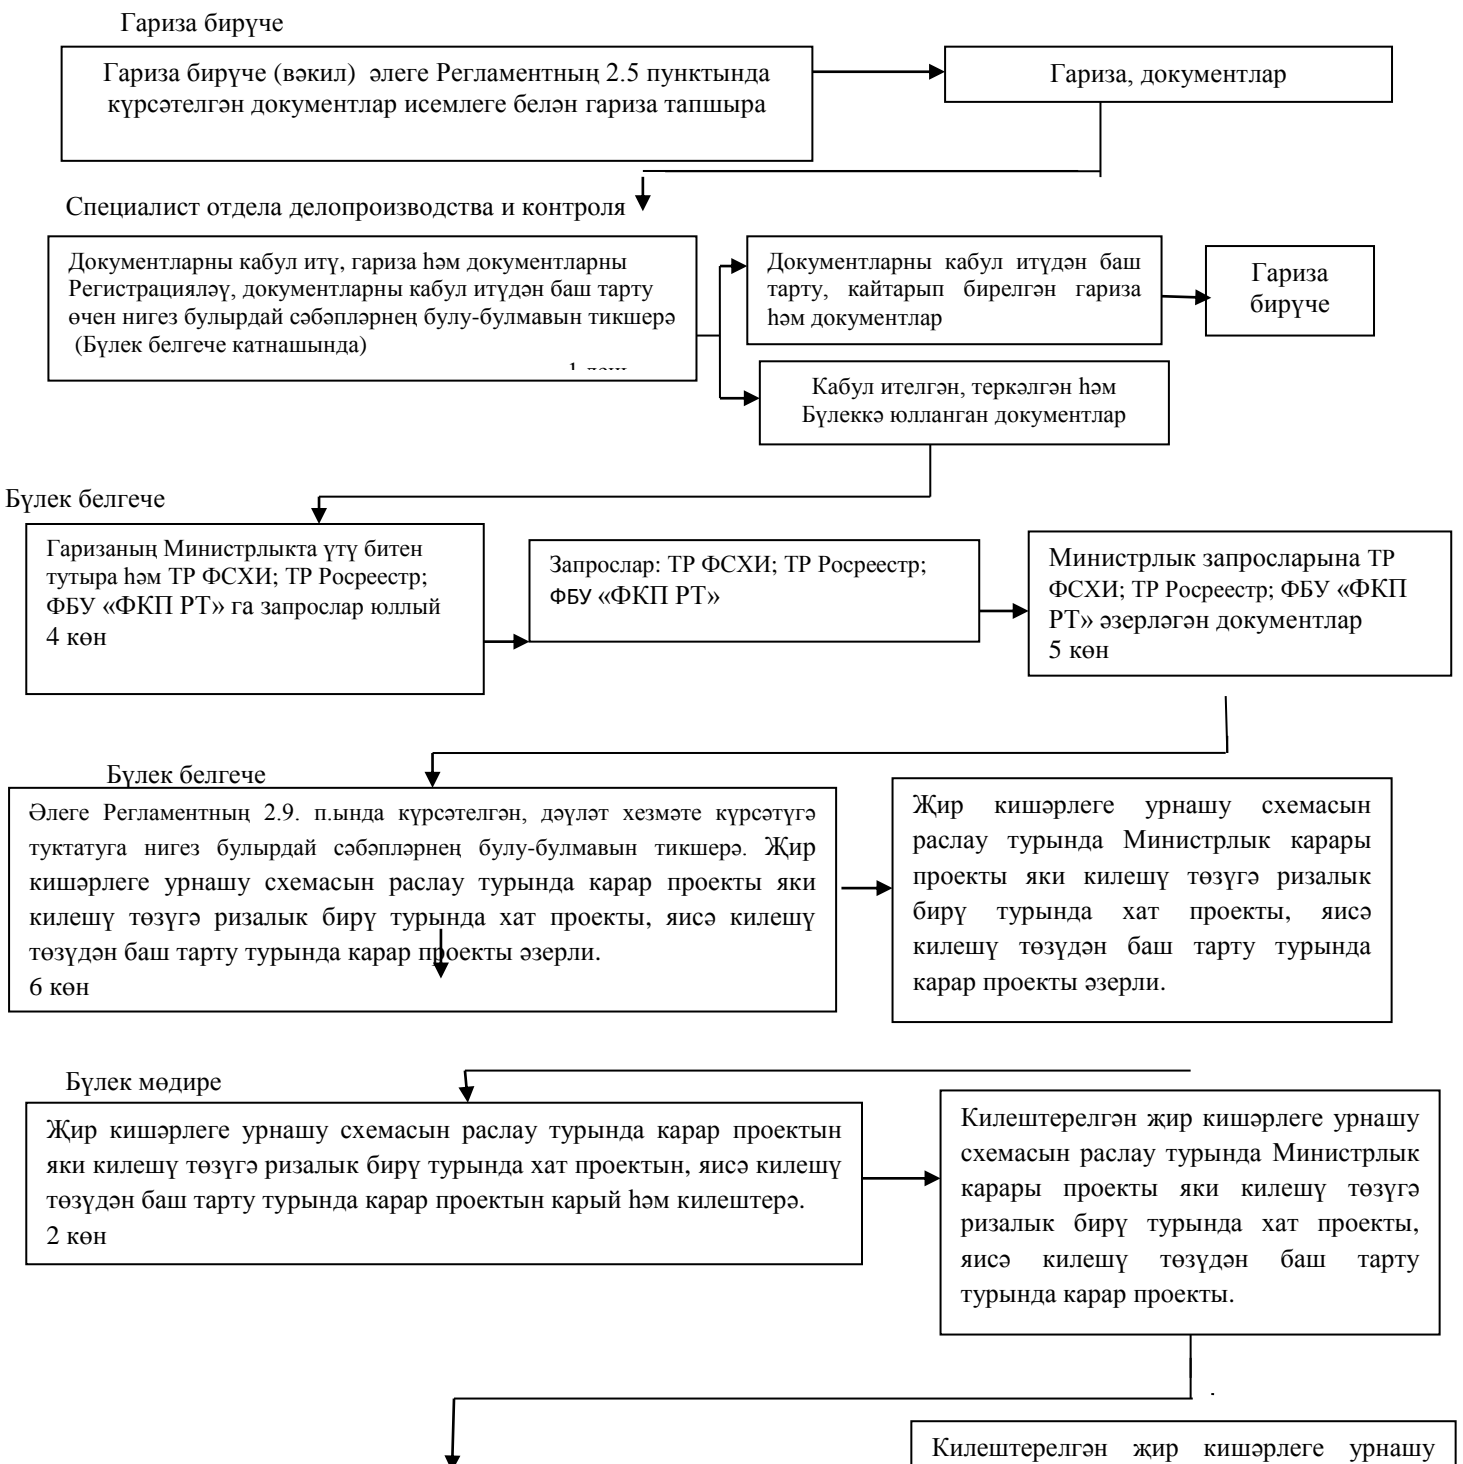 Гариза бирүче
Гариза бирүче (вәкил) әлеге Регламентның 2.5 пунктында
күрсәтелгән документлар исемлеге белән гариза тапшыра
Гариза, документлар
Специалист отдела делопроизводства и контроля
Документларны кабул итү, гариза һәм документларны
Регистрацияләү, документларны кабул итүдән баш тарту
өчен нигез булырдай сәбәпләрнең булу-булмавын тикшерә
(Бүлек белгече катнашында)
Документларны кабул итүдән баш
тарту, кайтарып бирелгән гариза
һәм документлар
Гариза
бирүче
Кабул ителгән, теркәлгән һәм
Бүлеккә юлланган документлар
Бүлек белгече
Гаризаның Министрлыкта үтү битен
тутыра һәм ТР ФСХИ; ТР Росреестр;
ФБУ «ФКП РТ» га запрослар юллый
4 көн
Запрослар: ТР ФСХИ; ТР Росреестр;
ФБУ «ФКП РТ»
Министрлык запросларына ТР
ФСХИ; ТР Росреестр; ФБУ «ФКП
РТ» әзерләгән документлар
5 көн
Бүлек белгече
Әлеге Регламентның 2.9. п.ында күрсәтелгән, дәүләт хезмәте күрсәтүгә
туктатуга нигез булырдай сәбәпләрнең булу-булмавын тикшерә. Җир
кишәрлеге урнашу схемасын раслау турында карар проекты яки
килешү төзүгә ризалык бирү турында хат проекты, яисә килешү
төзүдән баш тарту турында карар проекты әзерли.
6 көн
Җир кишәрлеге урнашу схемасын
раслау турында Министрлык карары
проекты яки килешү төзүгә ризалык
бирү турында хат проекты, яисә
килешү төзүдән баш тарту турында
карар проекты әзерли.
Бүлек мөдире
Җир кишәрлеге урнашу схемасын раслау турында карар проектын
яки килешү төзүгә ризалык бирү турында хат проектын, яисә килешү
төзүдән баш тарту турында карар проектын карый һәм килештерә.
2 көн
Килештерелгән җир кишәрлеге урнашу
схемасын раслау турында Министрлык
карары проекты яки килешү төзүгә
ризалык бирү турында хат проекты,
яисә килешү төзүдән баш тарту
турында карар проекты.
.
Килештерелгән җир кишәрлеге урнашу